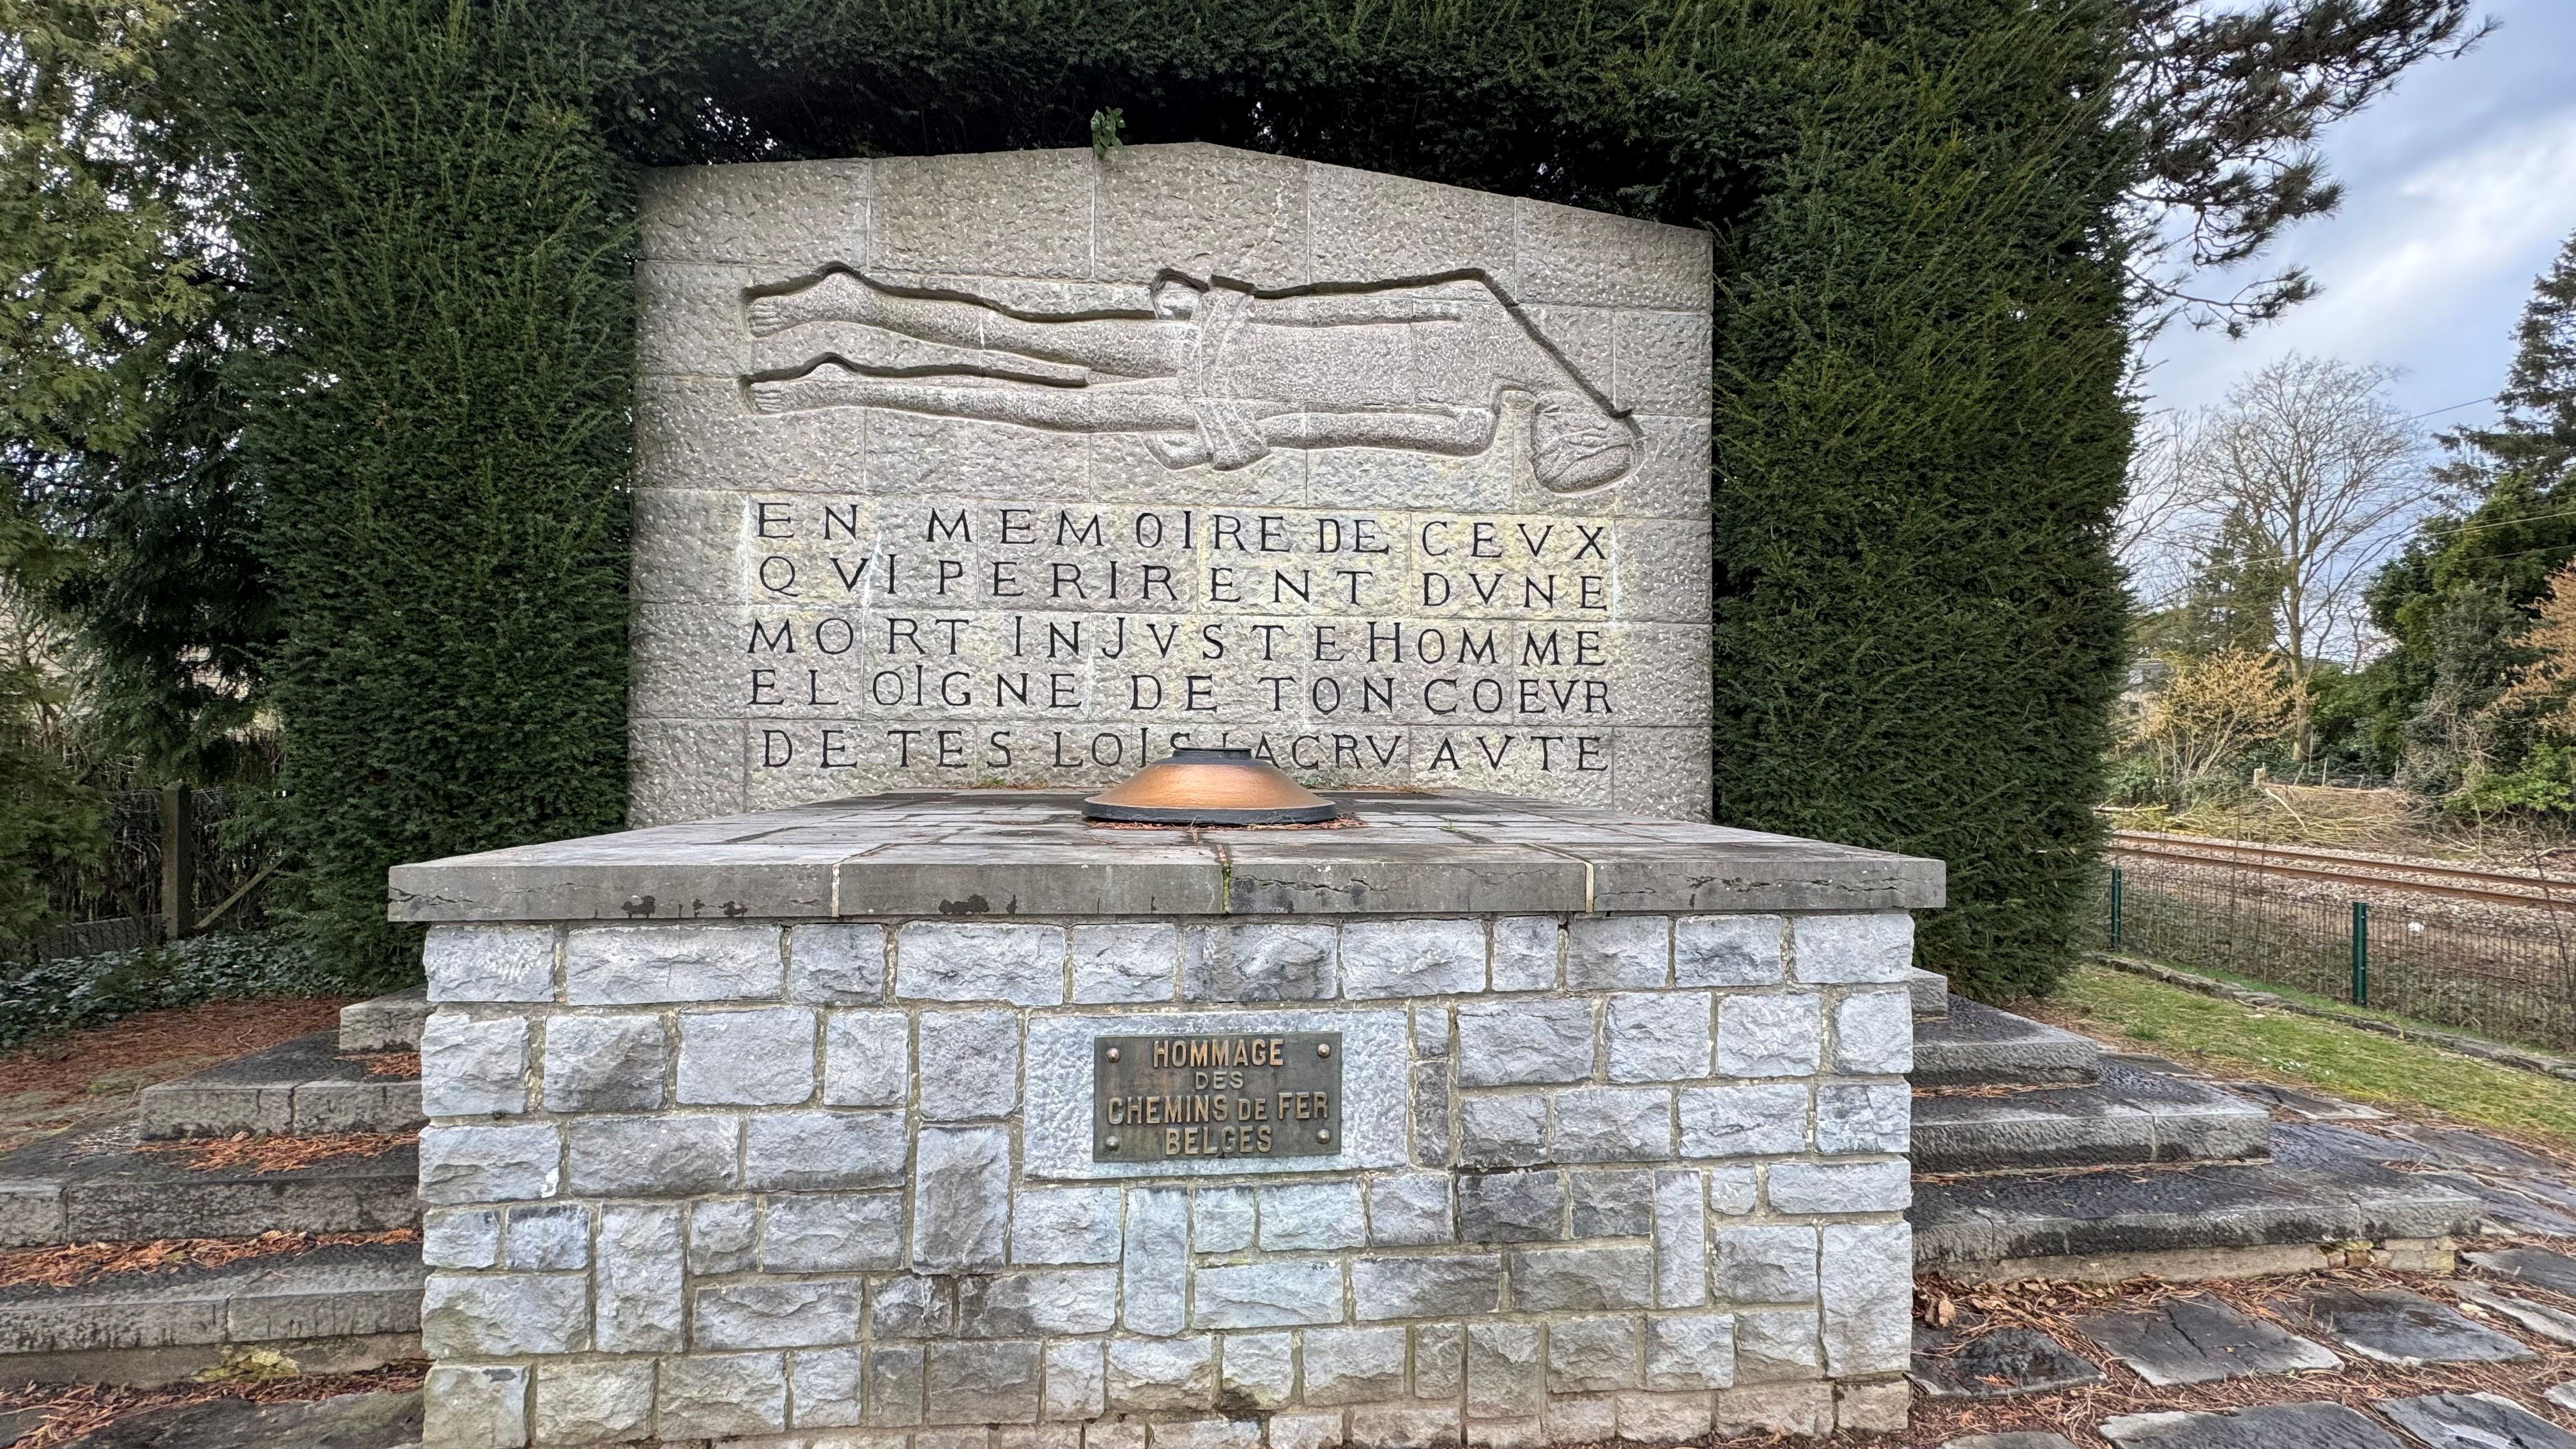 EN MEMOIRE DE CEVX
QVI PERIRENT DVNE
MORT INJVSTE HOMME
ELOIGNE DE TON COEVR
DE TES LOIS LA CRVAVTE
HOMMAGE
DES
CHEMINS DE FER
BELGES